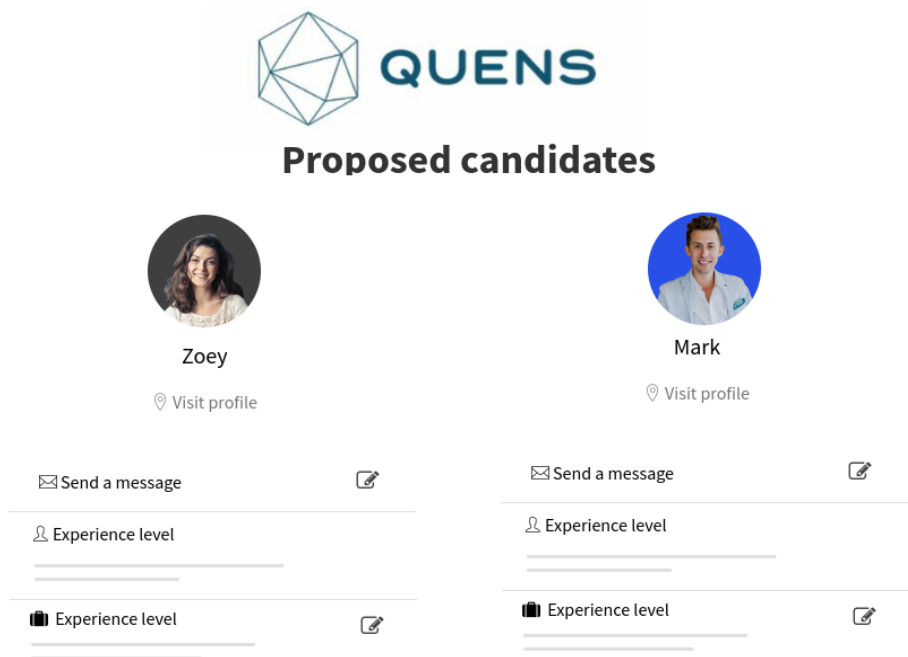 QUENS
Proposed candidates
Zoey
Visit profile
Send a message
Experience level
Experience level
Mark
Visit profile
Send a message
Experience level
Experience level